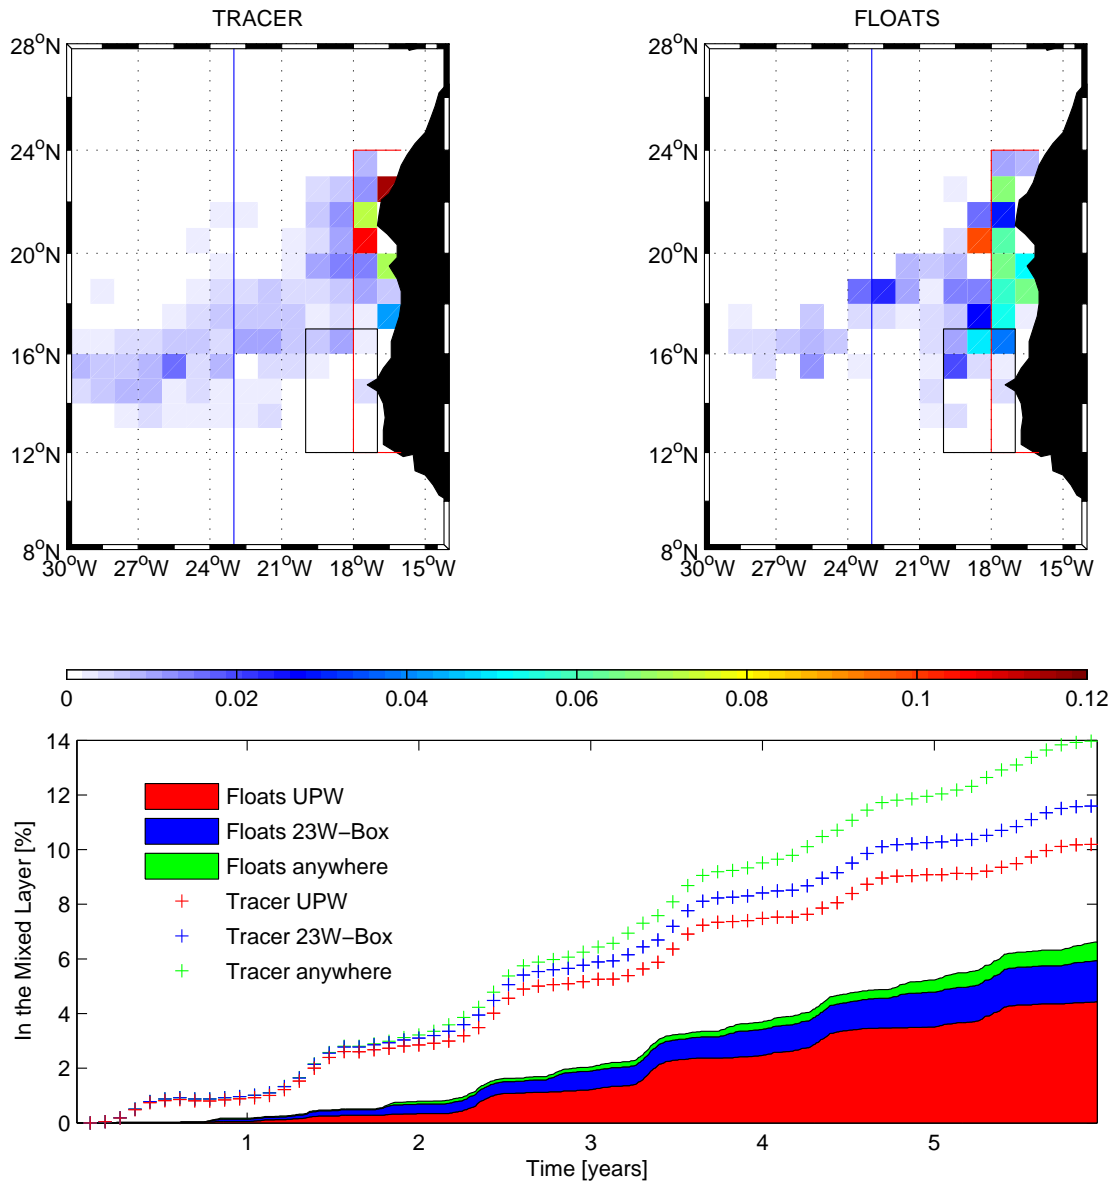 TRACER
FLOATS
28°N
24°N
20°N
16°N
12°N
8°N
30°W 27°W 24°W 21°W 18°W 15°W
28°N
24°N
20°N
16°N
12°N
8°N
30°W 27°W 24°W 21°W 18°W 15°W
0 0.02 0.04 0.06 0.08 0.1 0.12
14
12
10
8
6
4
2
0
In the Mixed Layer [%]
Floats UPW
Floats 23W-Box
Floats anywhere
Tracer UPW
Tracer 23W-Box
Tracer anywhere
1 2 3 4 5
Time [years]